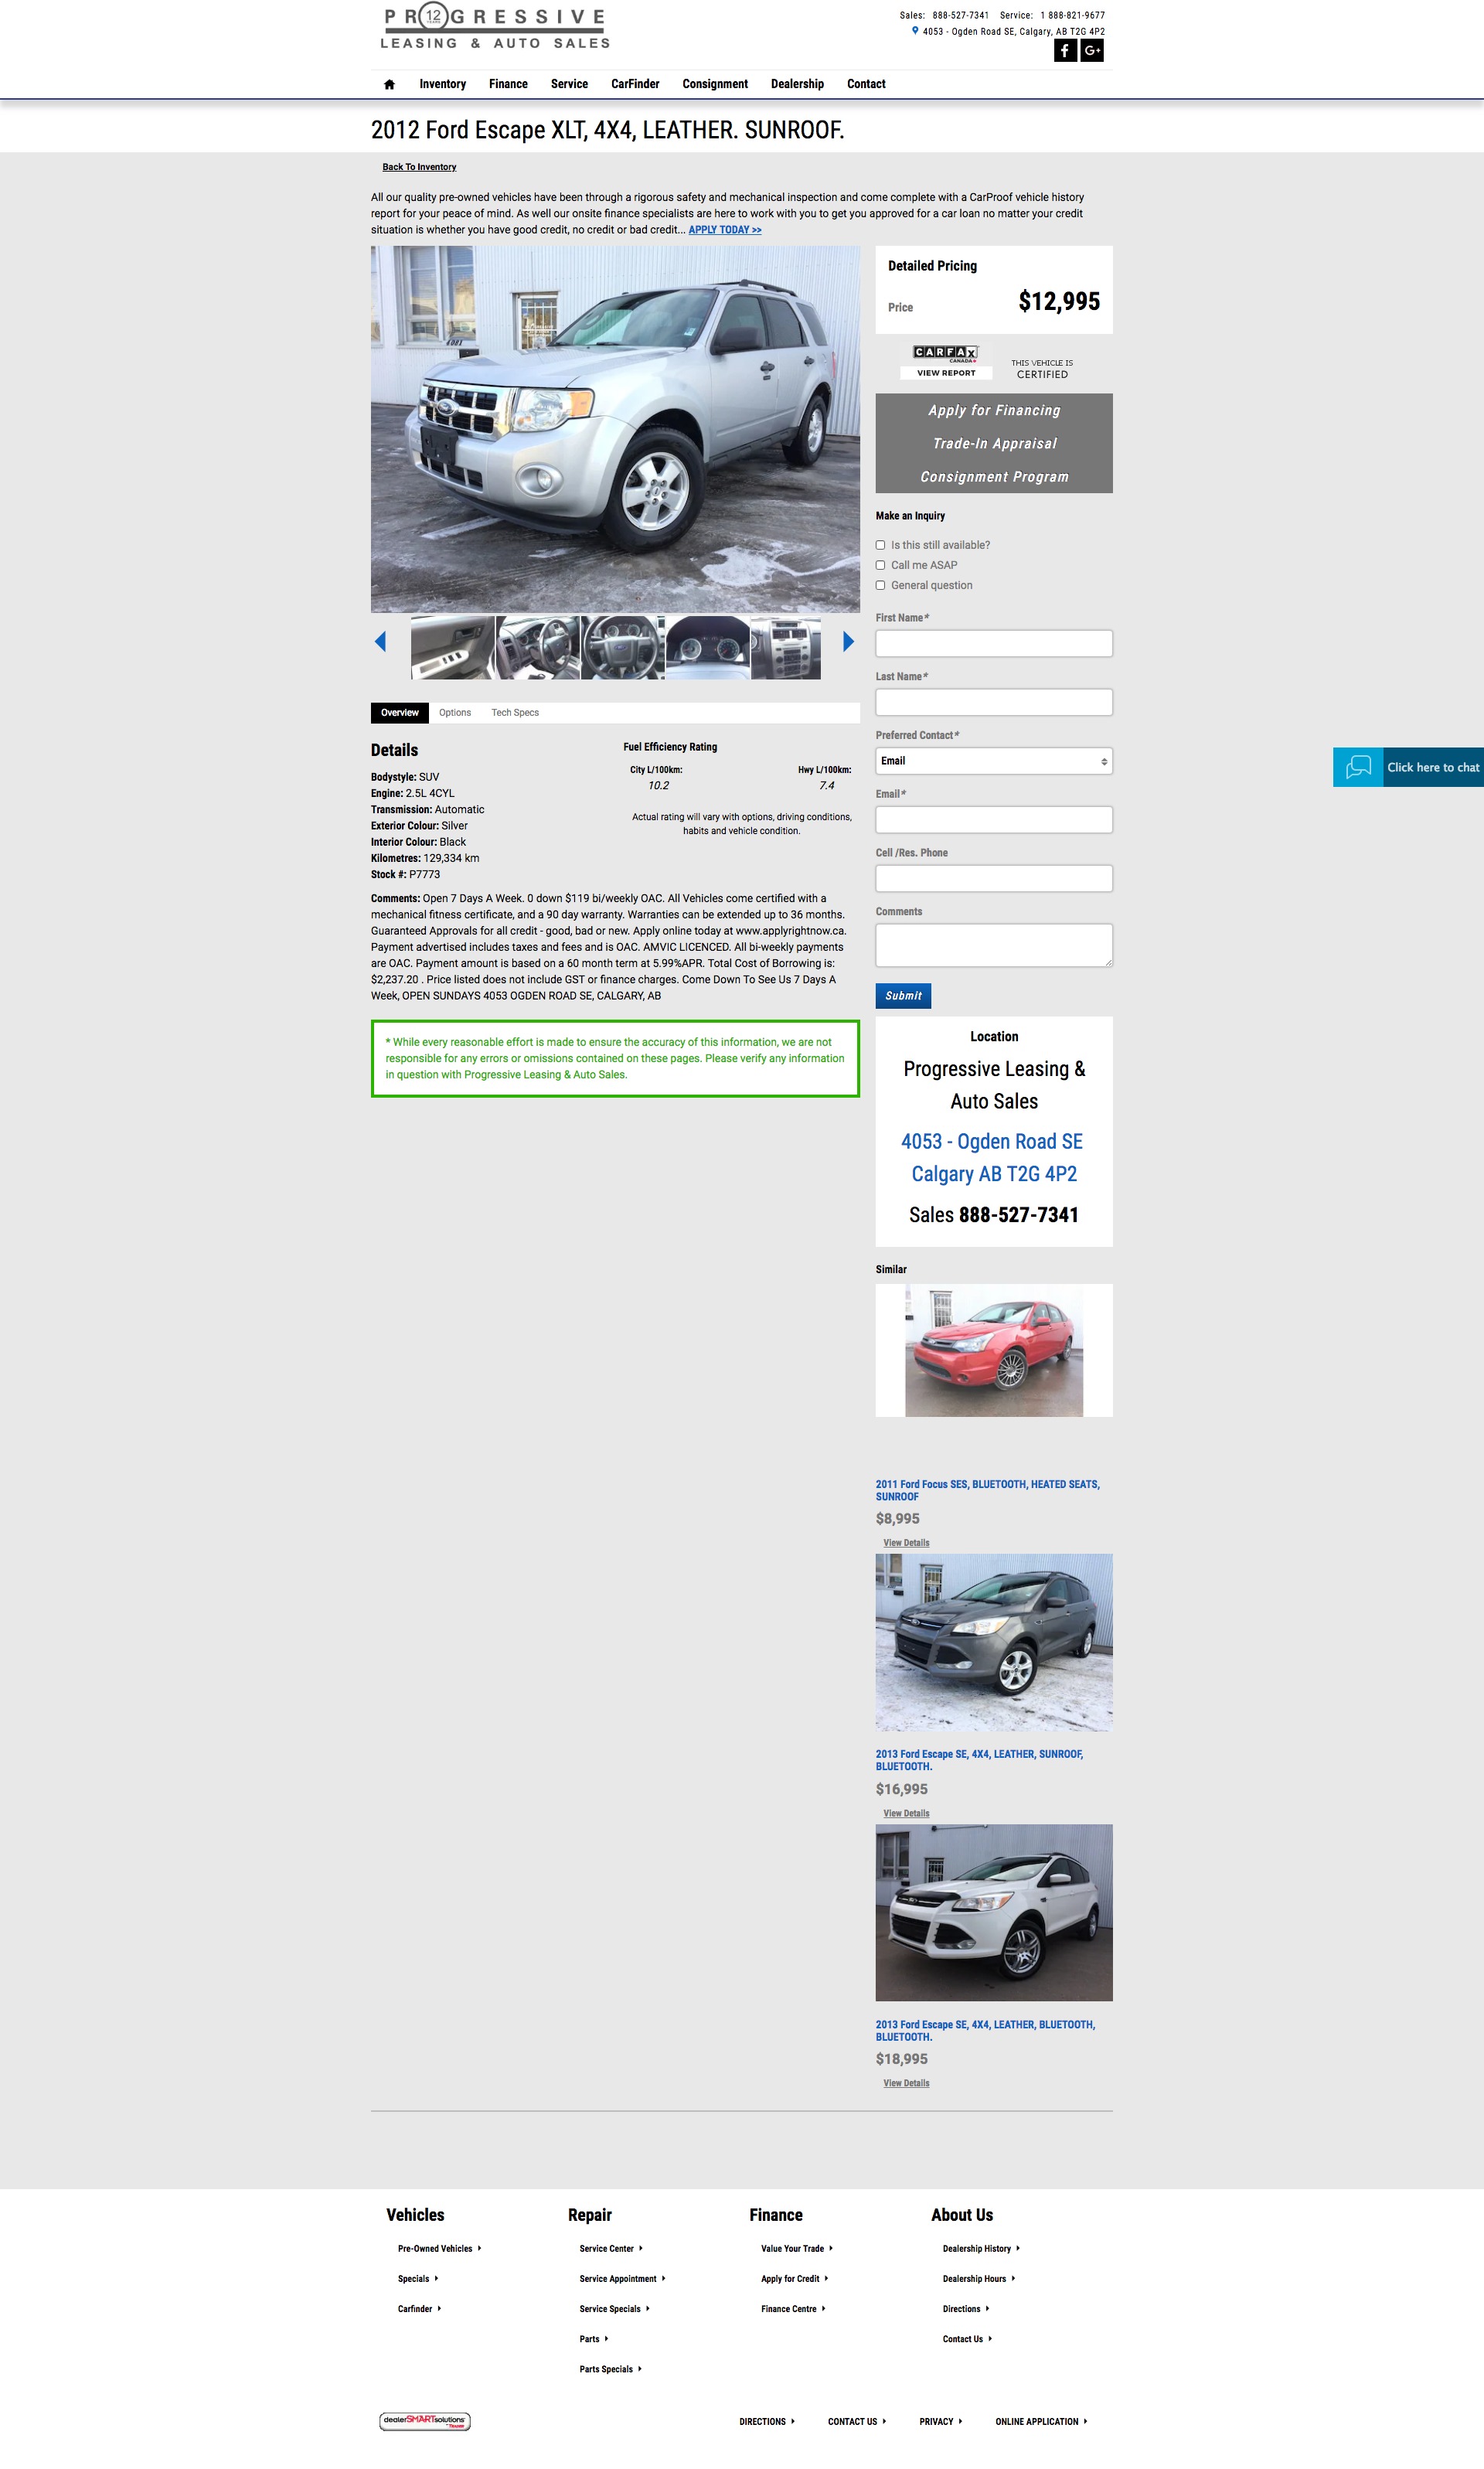 PROGRESSIVE
12
YEARS
LEASING & AUTO SALES
Sales: 888-527-7341 Service: 1 888-821-9677
4053 - Ogden Road SE, Calgary, AB T2G 4P2
Inventory Finance Service CarFinder Consignment Dealership Contact
2012 Ford Escape XLT, 4X4, LEATHER. SUNROOF.
Back To Inventory
All our quality pre-owned vehicles have been through a rigorous safety and mechanical inspection and come complete with a CarProof vehicle history
report for your peace of mind. As well our onsite finance specialists are here to work with you to get you approved for a car loan no matter your credit
situation is whether you have good credit, no credit or bad credit... APPLY TODAY >>
Detailed Pricing
Price $12,995
CARFAX
CANADA
VIEW REPORT
THIS VEHICLE IS
CERTIFIED
Apply for Financing
Trade-In Appraisal
Consignment Program
Make an Inquiry
Is this still available?
Call me ASAP
General question
First Name*
Last Name*
Preferred Contact*
Email
Email*
Cell /Res. Phone
Comments
Submit
Overview Options Tech Specs
Details
Bodystyle: SUV
Engine: 2.5L 4CYL
Transmission: Automatic
Exterior Colour: Silver
Interior Colour: Black
Kilometres: 129,334 km
Stock #: P7773
Fuel Efficiency Rating
City L/100km: Hwy L/100km:
10.2 7.4
Actual rating will vary with options, driving conditions,
habits and vehicle condition.
Comments: Open 7 Days A Week. 0 down $119 bi/weekly OAC. All Vehicles come certified with a
mechanical fitness certificate, and a 90 day warranty. Warranties can be extended up to 36 months.
Guaranteed Approvals for all credit - good, bad or new. Apply online today at www.applyrightnow.ca.
Payment advertised includes taxes and fees and is OAC. AMVIC LICENCED. All bi-weekly payments
are OAC. Payment amount is based on a 60 month term at 5.99%APR. Total Cost of Borrowing is:
$2,237.20 . Price listed does not include GST or finance charges. Come Down To See Us 7 Days A
Week, OPEN SUNDAYS 4053 OGDEN ROAD SE, CALGARY, AB
* While every reasonable effort is made to ensure the accuracy of this information, we are not
responsible for any errors or omissions contained on these pages. Please verify any information
in question with Progressive Leasing & Auto Sales.
Click here to chat
Location
Progressive Leasing &
Auto Sales
4053 - Ogden Road SE
Calgary AB T2G 4P2
Sales 888-527-7341
Similar
2011 Ford Focus SES, BLUETOOTH, HEATED SEATS,
SUNROOF
$8,995
View Details
2013 Ford Escape SE, 4X4, LEATHER, SUNROOF,
BLUETOOTH.
$16,995
View Details
2013 Ford Escape SE, 4X4, LEATHER, BLUETOOTH,
BLUETOOTH.
$18,995
View Details
Vehicles
Pre-Owned Vehicles
Specials
Carfinder
Repair
Service Center
Service Appointment
Service Specials
Parts
Parts Specials
Finance
Value Your Trade
Apply for Credit
Finance Centre
About Us
Dealership History
Dealership Hours
Directions
Contact Us
dealerSMARTsolutions
DIRECTIONS CONTACT US PRIVACY ONLINE APPLICATION